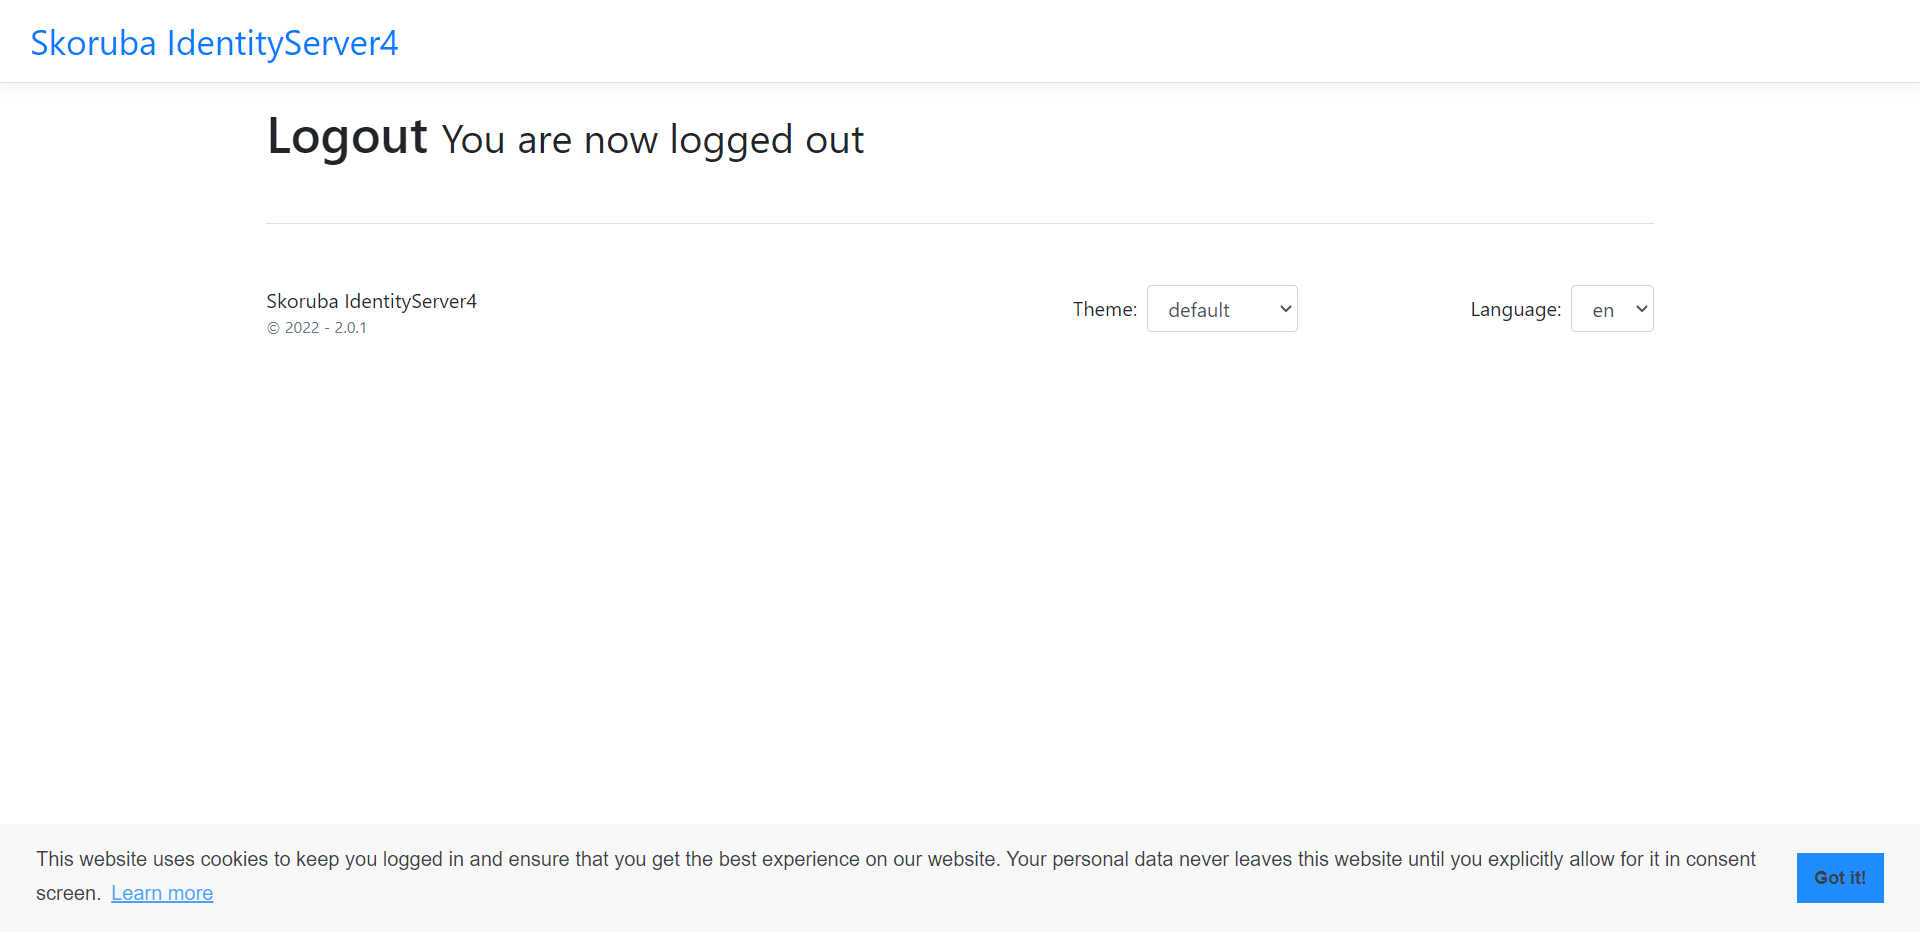 Skoruba IdentityServer4
Logout You are now logged out
Skoruba IdentityServer4
© 2022 - 2.0.1
Theme: default
Language: en
This website uses cookies to keep you logged in and ensure that you get the best experience on our website. Your personal data never leaves this website until you explicitly allow for it in consent
screen. Learn more
Got it!